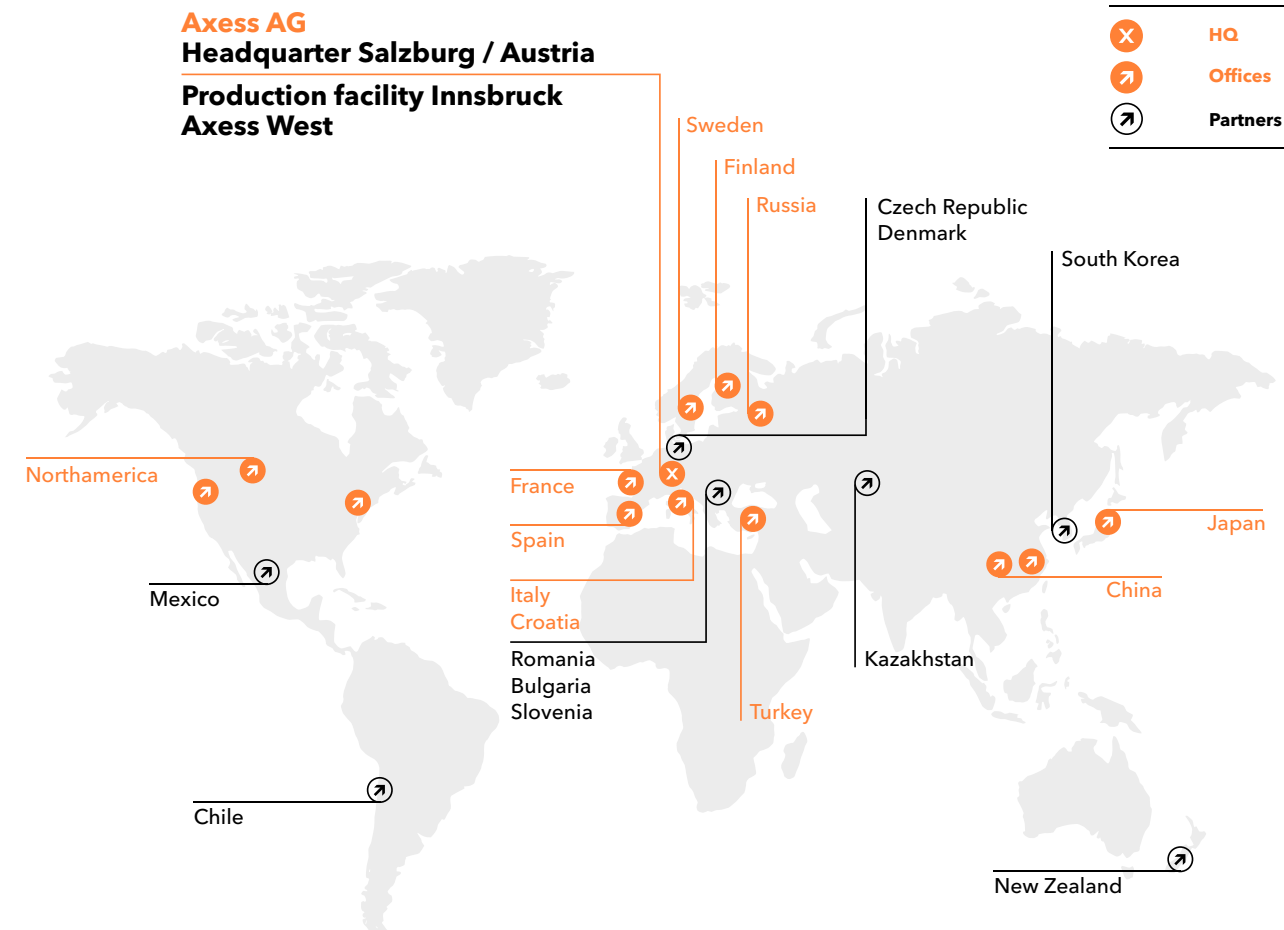 Axess AG
Headquarter Salzburg / Austria
Production facility Innsbruck
Axess West
X HQ
Offices
Partners
Sweden
Finland
Russia
Czech Republic
Denmark
South Korea
Northamerica
X
France
Spain
Italy
Croatia
Romania
Bulgaria
Slovenia
Turkey
Kazakhstan
Japan
China
Mexico
Chile
New Zealand